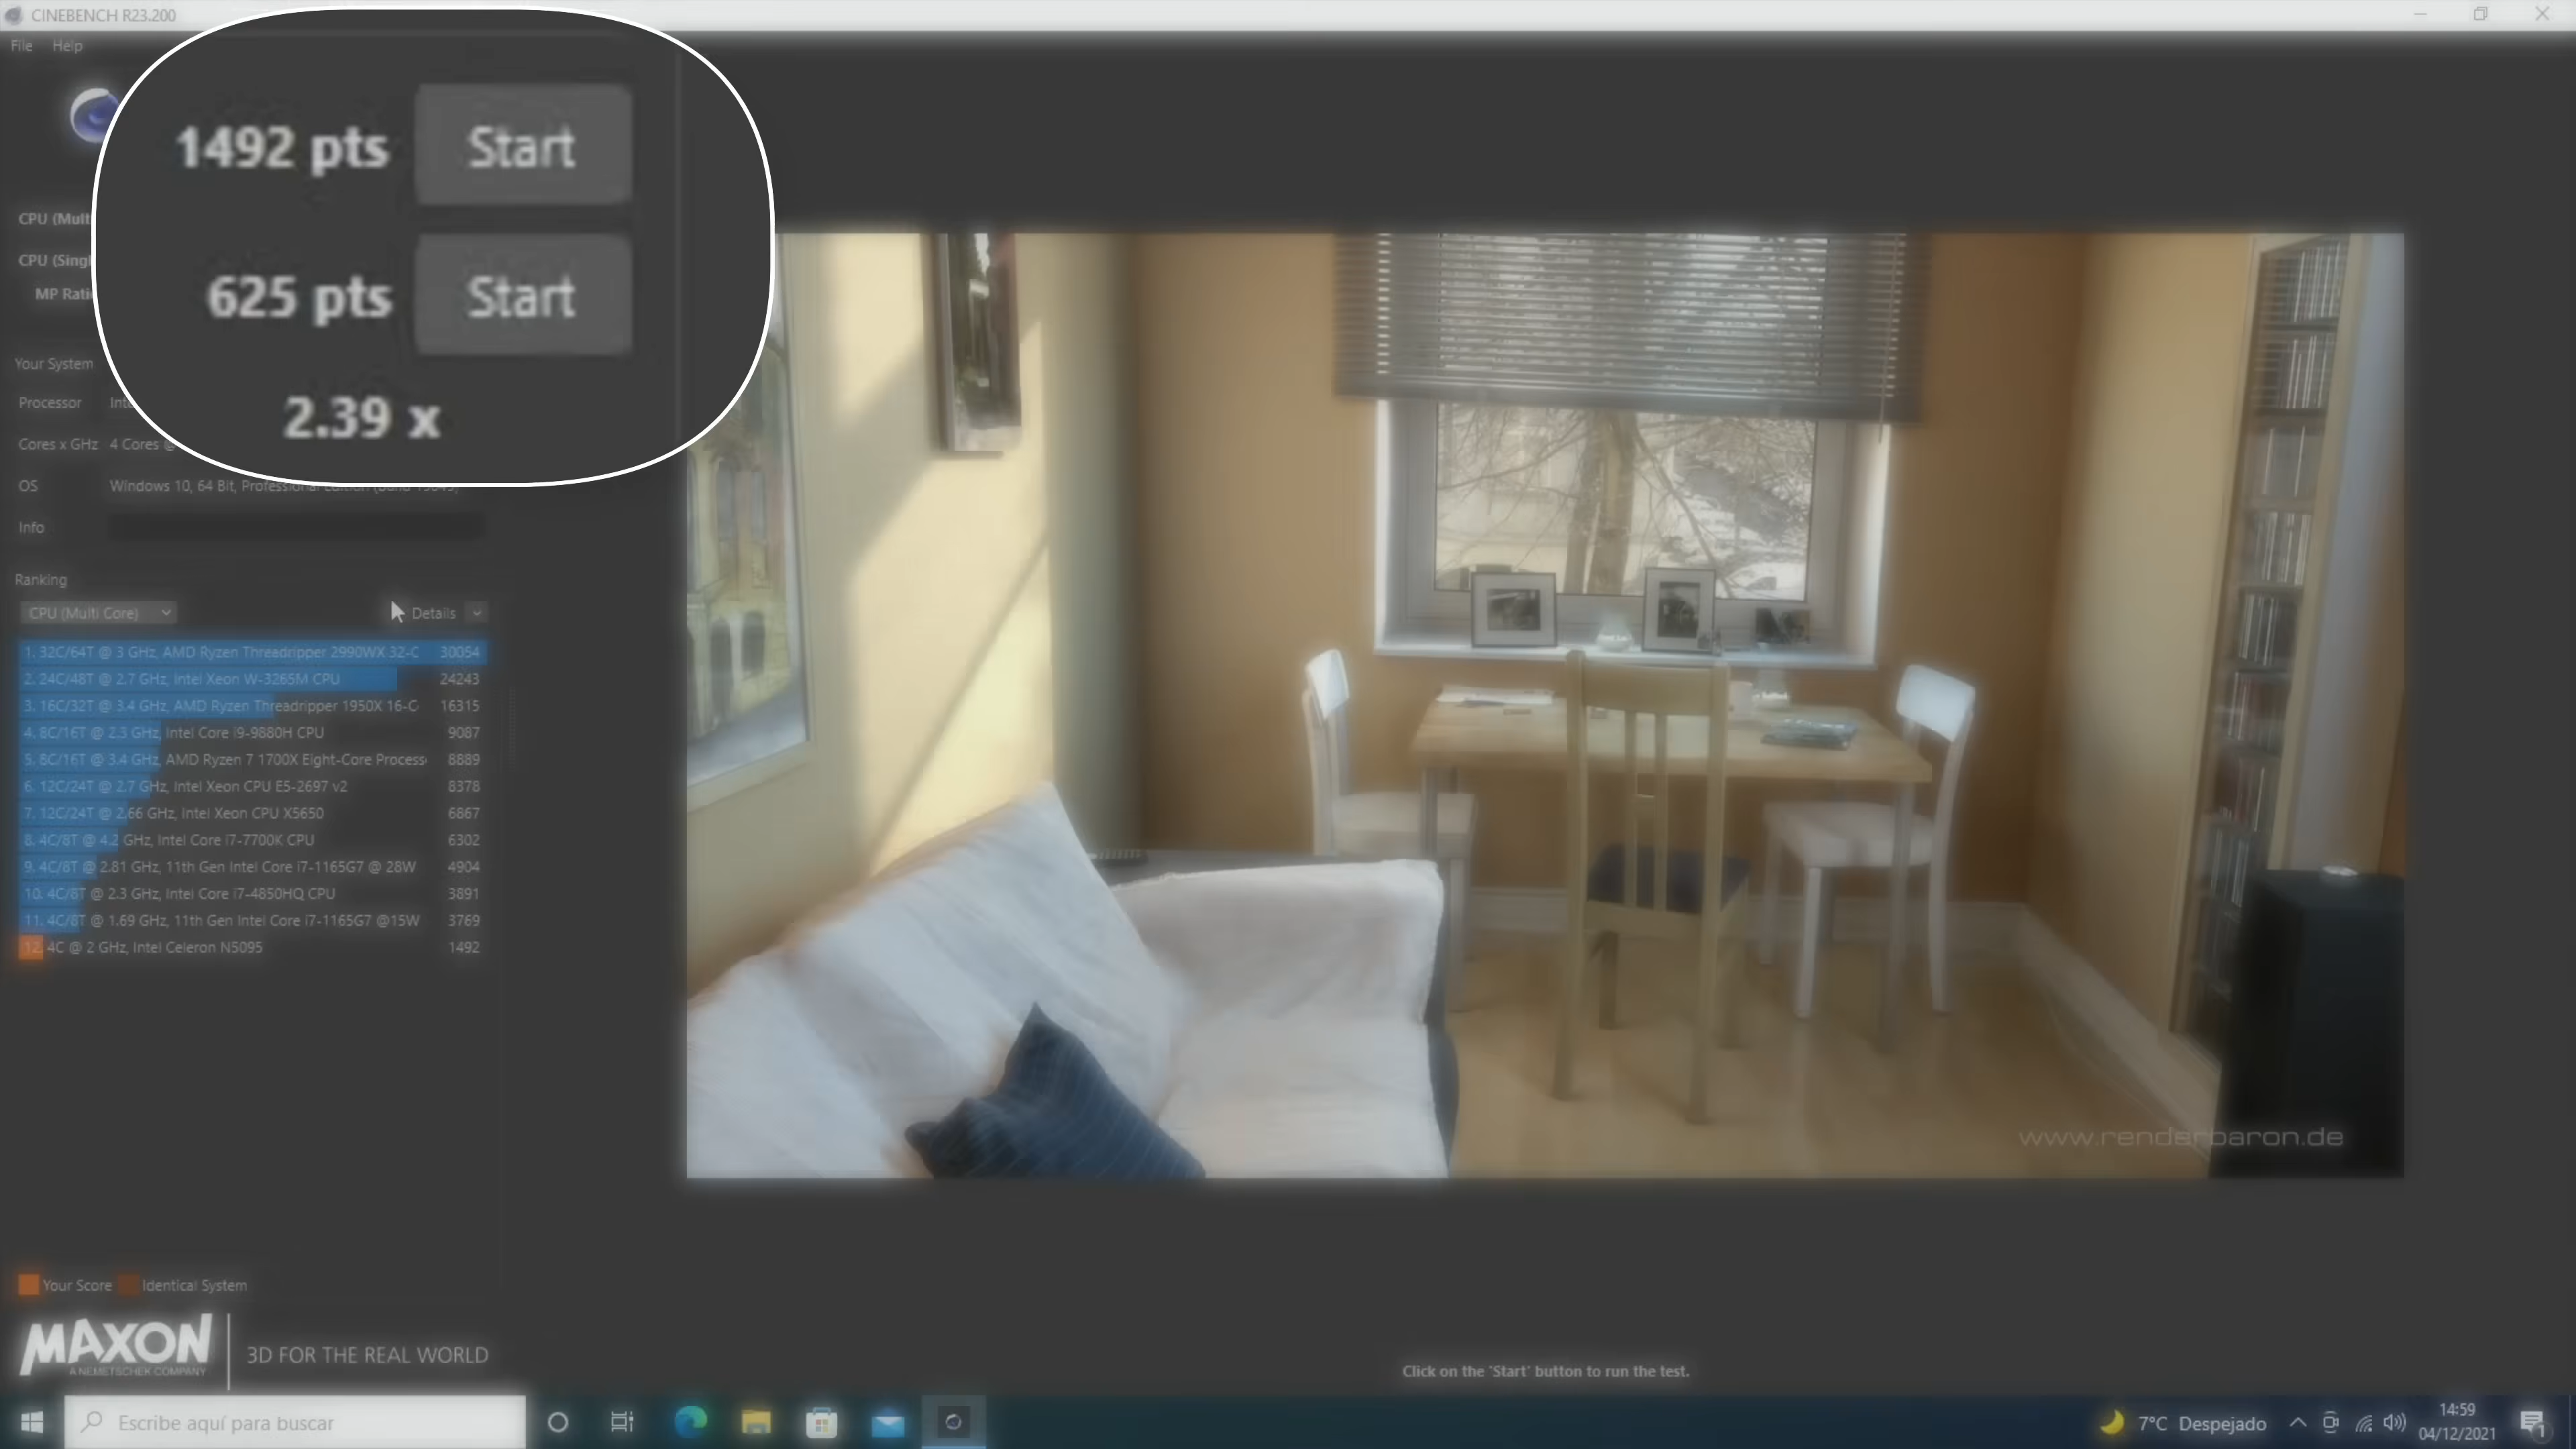 CINEBENCH R23.200
File Help
1492 pts Start
CPU (Mult
625 pts Start
CPU (Singl
MP Rati
2.39 x
Your System
Processor Inte
Cores x GHz 4 Cores @
OS Windows 10, 64 Bit, Professional Edition
Info
Ranking
CPU (Multi Core) Details
1. 32C/64T @ 3 GHz, AMD Ryzen Threadripper 2990WX 32-C 30054
2. 24C/48T @ 2.7 GHz, Intel Xeon W-3265M CPU 24243
3. 16C/32T @ 3.4 GHz, AMD Ryzen Threadripper 1950X 16-C 16315
4. 8C/16T @ 2.3 GHz, Intel Core i9-9880H CPU 9087
5. 8C/16T @ 3.4 GHz, AMD Ryzen 7 1700X Eight-Core Process 8889
6. 12C/24T @ 2.7 GHz, Intel Xeon CPU E5-2697 v2 8378
7. 12C/24T @ 2.66 GHz, Intel Xeon CPU X5650 6867
8. 4C/8T @ 4.2 GHz, Intel Core i7-7700K CPU 6302
9. 4C/8T @ 2.81 GHz, 11th Gen Intel Core i7-1165G7 @ 28W 4904
10. 4C/8T @ 2.3 GHz, Intel Core i7-4850HQ CPU 3891
11. 4C/8T @ 1.69 GHz, 11th Gen Intel Core i7-1165G7 @15W 3769
12. 4C @ 2 GHz, Intel Celeron N5095 1492
www.renderbaron.de
Your Score Identical System
MAXON
A NEMETSCHEK COMPANY
3D FOR THE REAL WORLD
Click on the 'Start' button to run the test.
Escribe aquí para buscar
7°C Despejado
14:59
04/12/2021
1